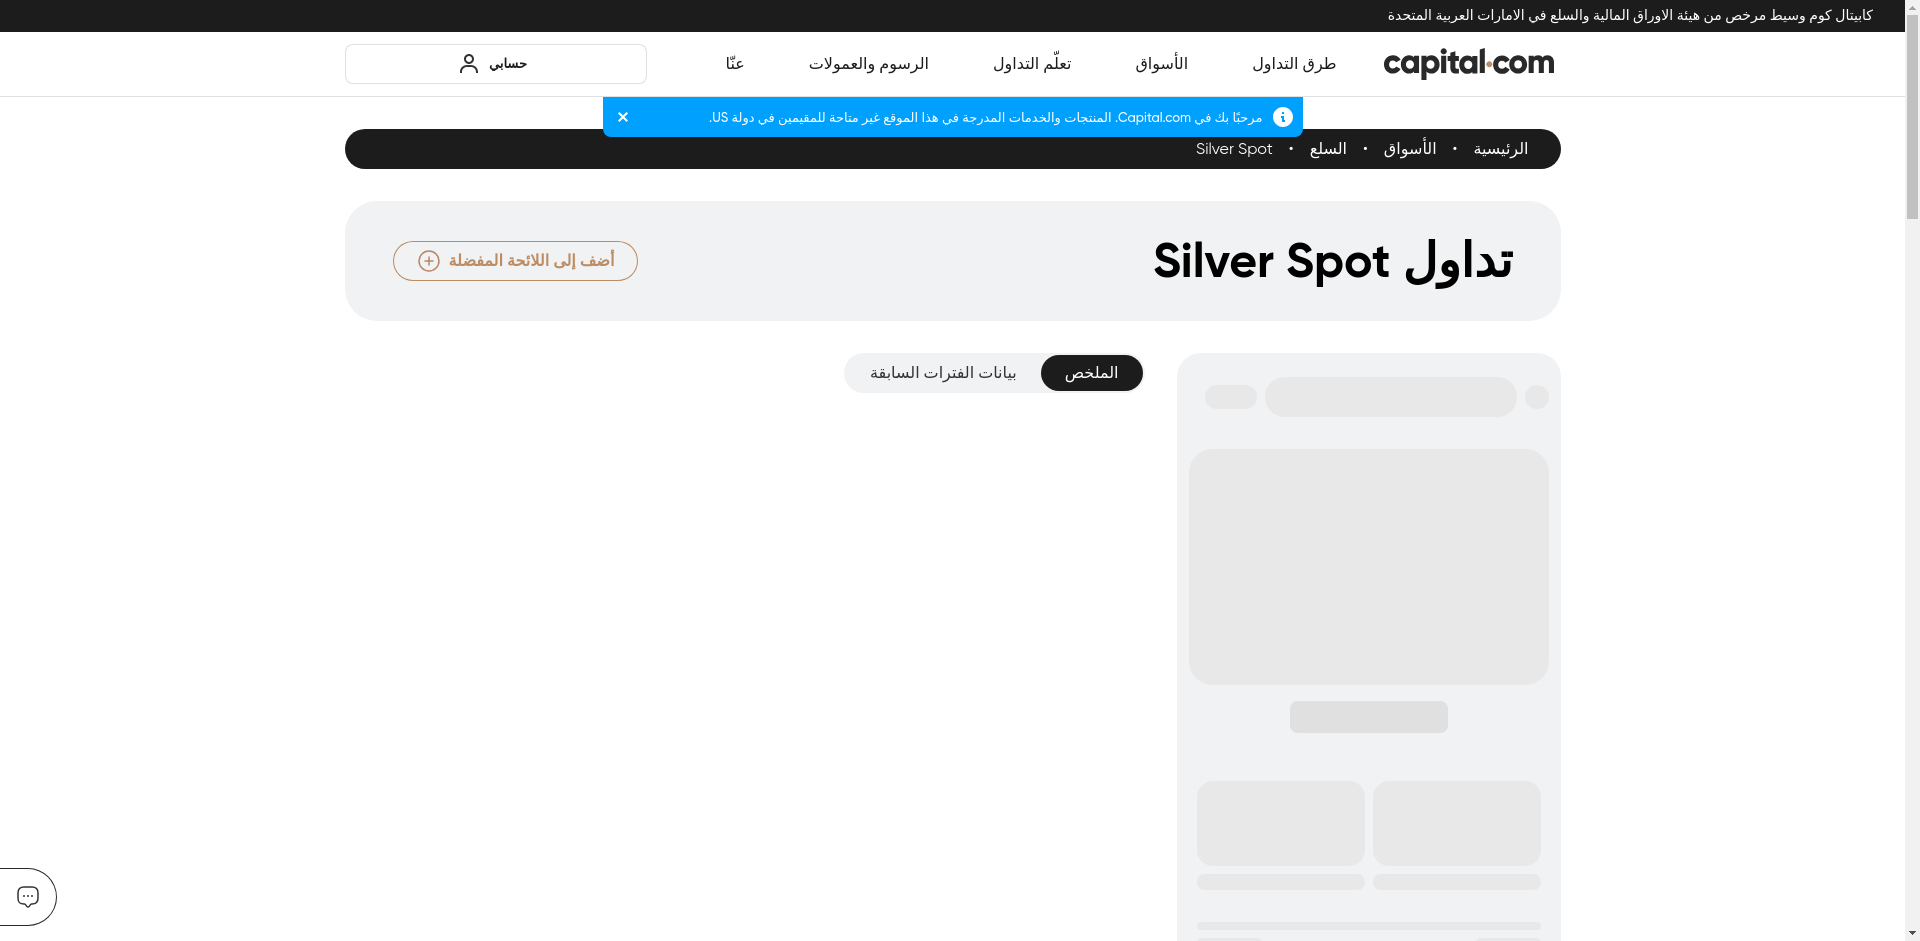 كابيتال كوم وسيط مرخص من هيئة الاوراق المالية والسلع في الامارات العربية المتحدة
capital.com طرق التداول الأسواق تعلّم التداول الرسوم والعمولات عنّا حسابي
مرحبًا بك في Capital.com. المنتجات والخدمات المدرجة في هذا الموقع غير متاحة للمقيمين في دولة US.
الرئيسية • الأسواق • السلع • Silver Spot
تداول Silver Spot
أضف إلى اللائحة المفضلة
الملخص بيانات الفترات السابقة